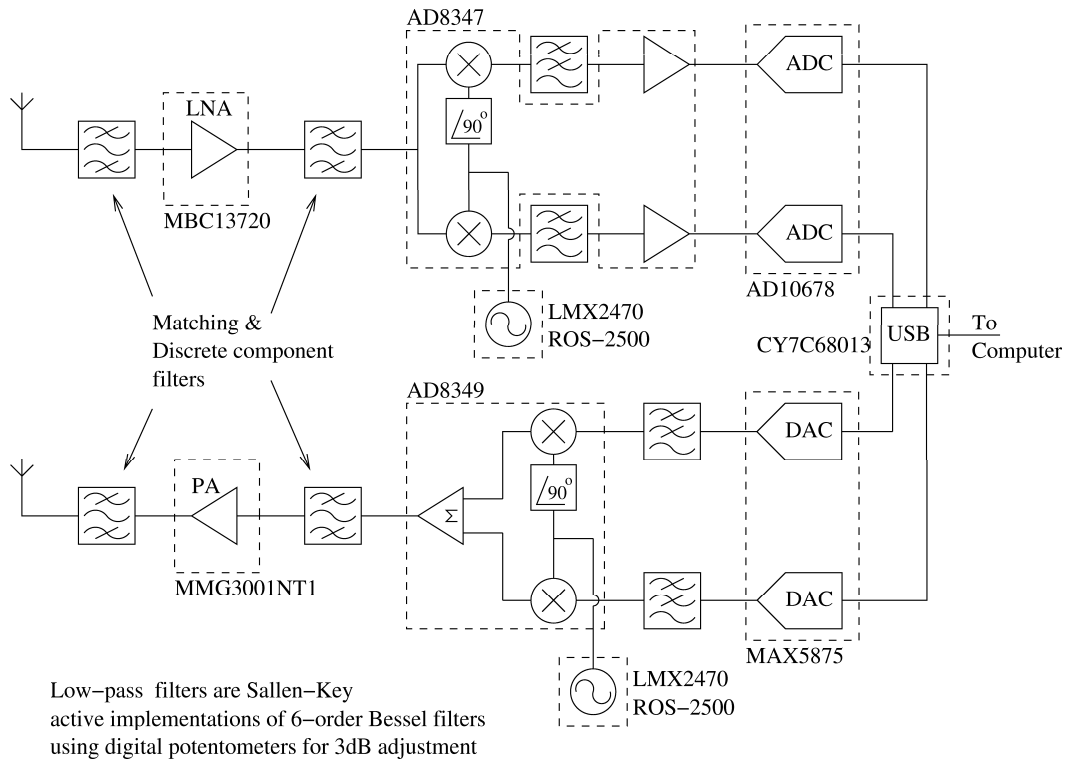 AD8347
LNA
ADC
90°
MBC13720
ADC
AD10678
LMX2470
ROS−2500
Matching &
Discrete component
filters
CY7C68013
USB
To
Computer
AD8349
DAC
PA
90°
Σ
MMG3001NT1
DAC
MAX5875
LMX2470
ROS−2500
Low−pass filters are Sallen−Key
active implementations of 6−order Bessel filters
using digital potentometers for 3dB adjustment